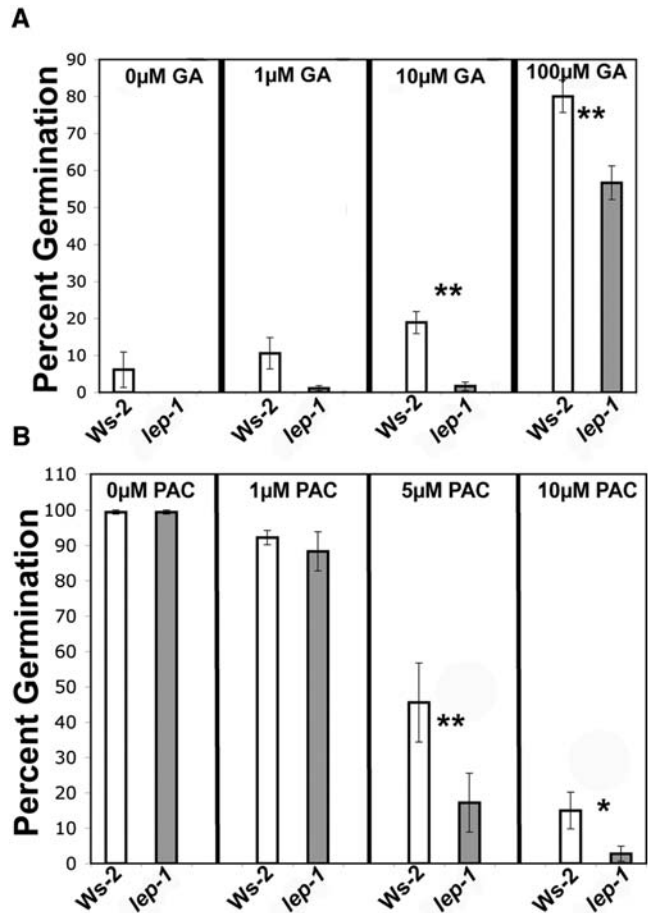 A
Percent Germination
90
80
70
60
50
40
30
20
10
0
0µM GA
1µM GA
10µM GA
100µM GA
**
**
Ws-2
lep-1
Ws-2
lep-1
Ws-2
lep-1
Ws-2
lep-1
B
Percent Germination
110
100
90
80
70
60
50
40
30
20
10
0
0µM PAC
1µM PAC
5µM PAC
10µM PAC
**
*
Ws-2
lep-1
Ws-2
lep-1
Ws-2
lep-1
Ws-2
lep-1